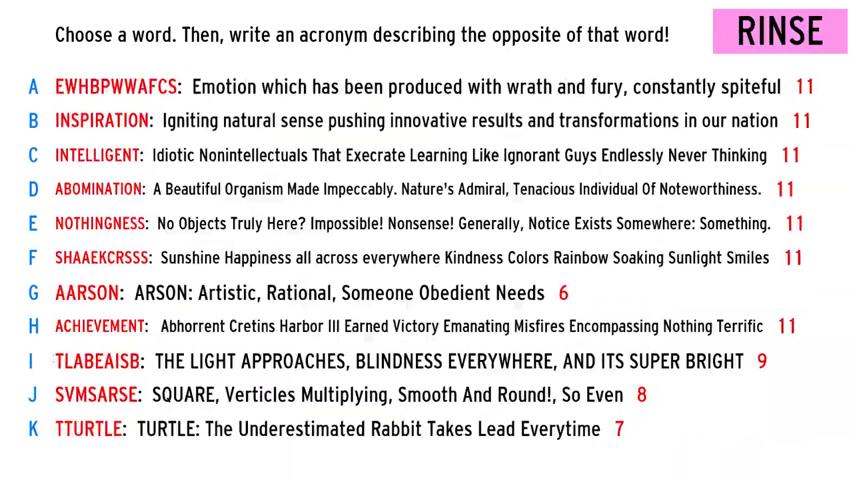 Choose a word. Then, write an acronym describing the opposite of that word!
RINSE
A EWHBPWWAFCS: Emotion which has been produced with wrath and fury, constantly spiteful 11
B INSPIRATION: Igniting natural sense pushing innovative results and transformations in our nation 11
C INTELLIGENT: Idiotic Nonintellectuals That Execrate Learning Like Ignorant Guys Endlessly Never Thinking 11
D ABOMINATION: A Beautiful Organism Made Impeccably. Nature's Admiral, Tenacious Individual Of Noteworthiness. 11
E NOTHINGNESS: No Objects Truly Here? Impossible! Nonsense! Generally, Notice Exists Somewhere: Something. 11
F SHAAEKCRSSS: Sunshine Happiness all across everywhere Kindness Colors Rainbow Soaking Sunlight Smiles 11
G AARSON: ARSON: Artistic, Rational, Someone Obedient Needs 6
H ACHIEVEMENT: Abhorrent Cretins Harbor Ill Earned Victory Emanating Misfires Encompassing Nothing Terrific 11
I TLABEAISB: THE LIGHT APPROACHES, BLINDNESS EVERYWHERE, AND ITS SUPER BRIGHT 9
J SVMSARSE: SQUARE, Verticles Multiplying, Smooth And Round!, So Even 8
K TTURTLE: TURTLE: The Underestimated Rabbit Takes Lead Everytime 7